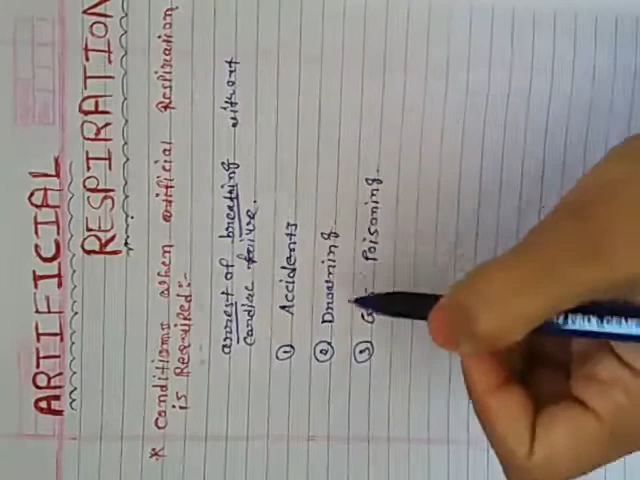 ARTIFICIAL
RESPIRATION
* Conditions when artificial Respiration
is Required:-
arrest of breathing without
cardiac failure.
① Accidents
② Drowning
③ Poisoning